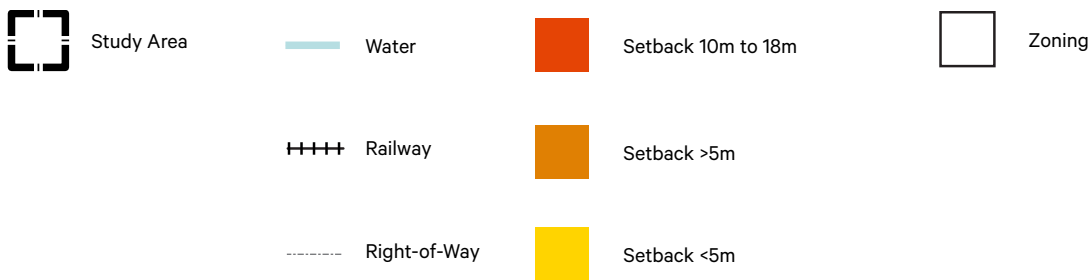 Study Area
Water
Railway
Right-of-Way
Setback 10m to 18m
Setback >5m
Setback <5m
Zoning